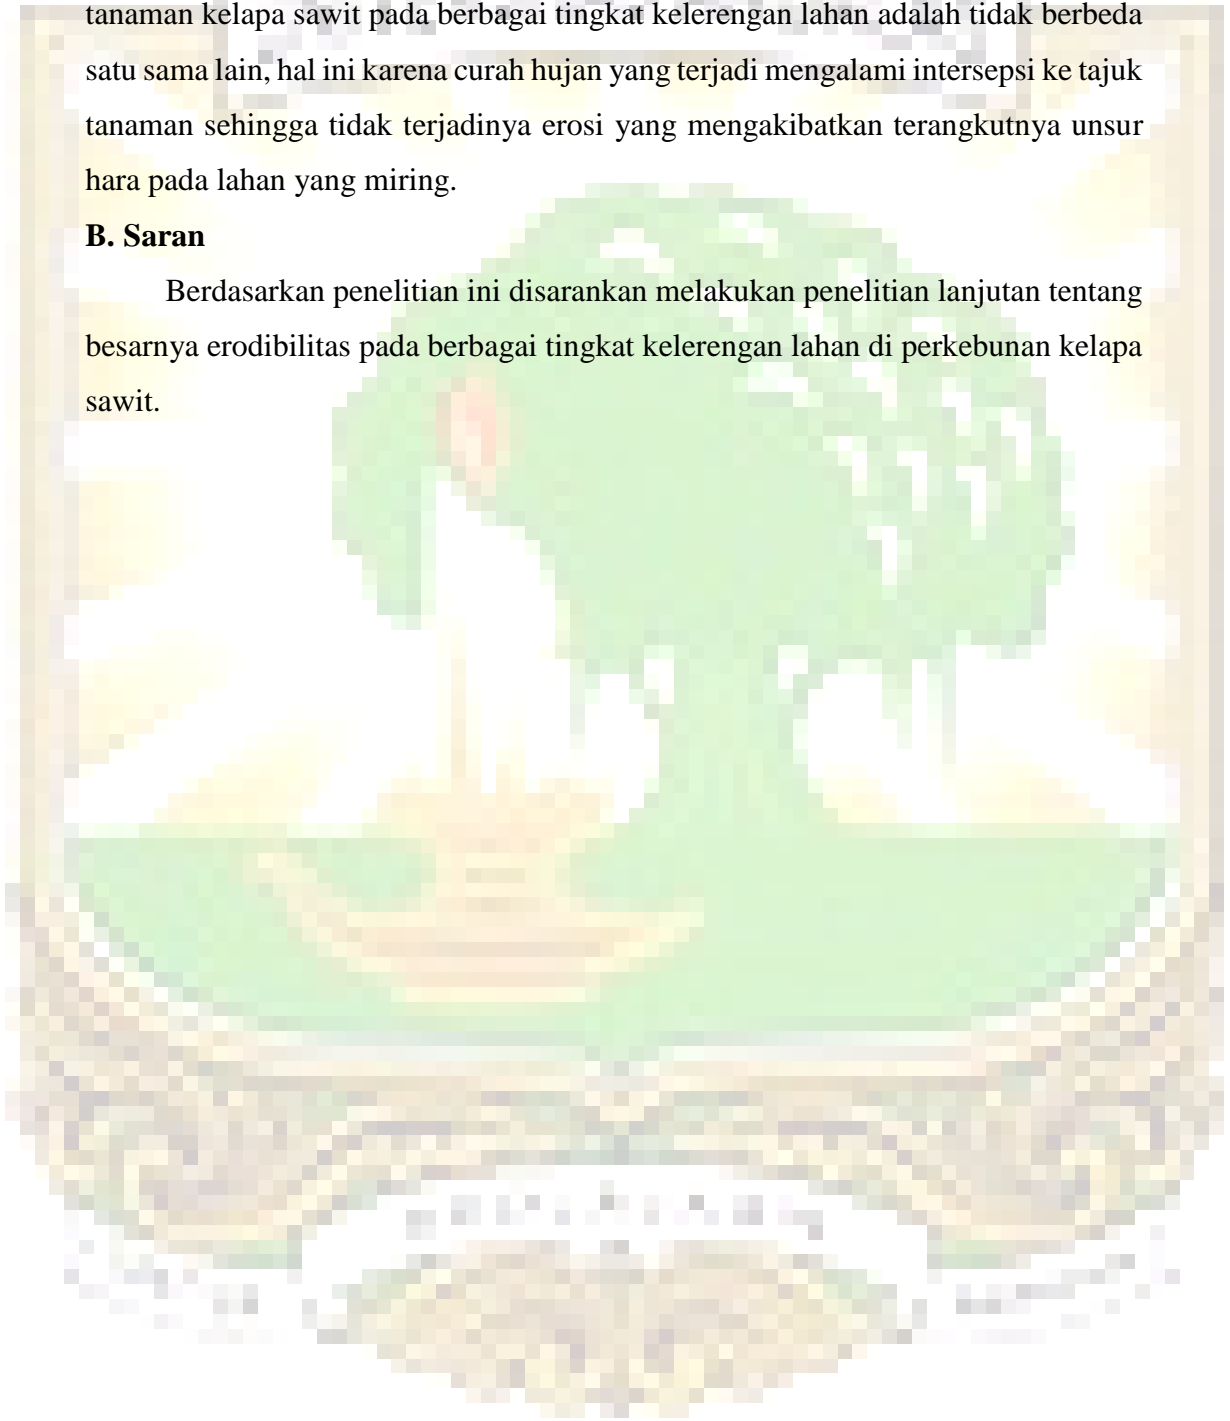 tanaman kelapa sawit pada berbagai tingkat kelerengan lahan adalah tidak berbeda
satu sama lain, hal ini karena curah hujan yang terjadi mengalami intersepsi ke tajuk
tanaman sehingga tidak terjadinya erosi yang mengakibatkan terangkutnya unsur
hara pada lahan yang miring.
B. Saran
Berdasarkan penelitian ini disarankan melakukan penelitian lanjutan tentang
besarnya erodibilitas pada berbagai tingkat kelerengan lahan di perkebunan kelapa
sawit.